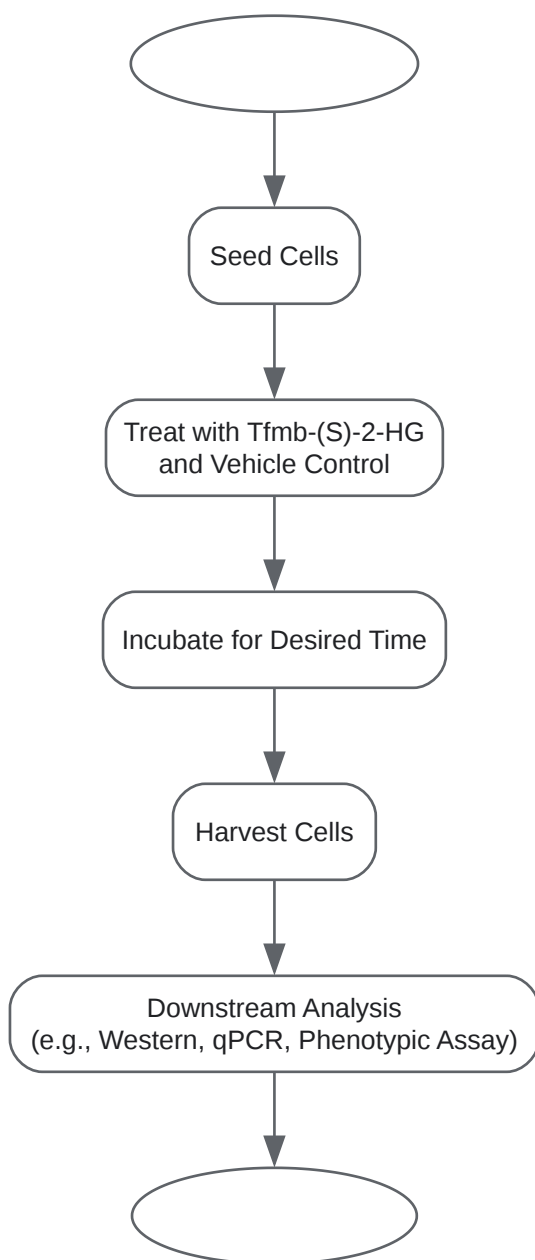 Seed Cells
Treat with Tfmb-(S)-2-HG
and Vehicle Control
Incubate for Desired Time
Harvest Cells
Downstream Analysis
(e.g., Western, qPCR, Phenotypic Assay)